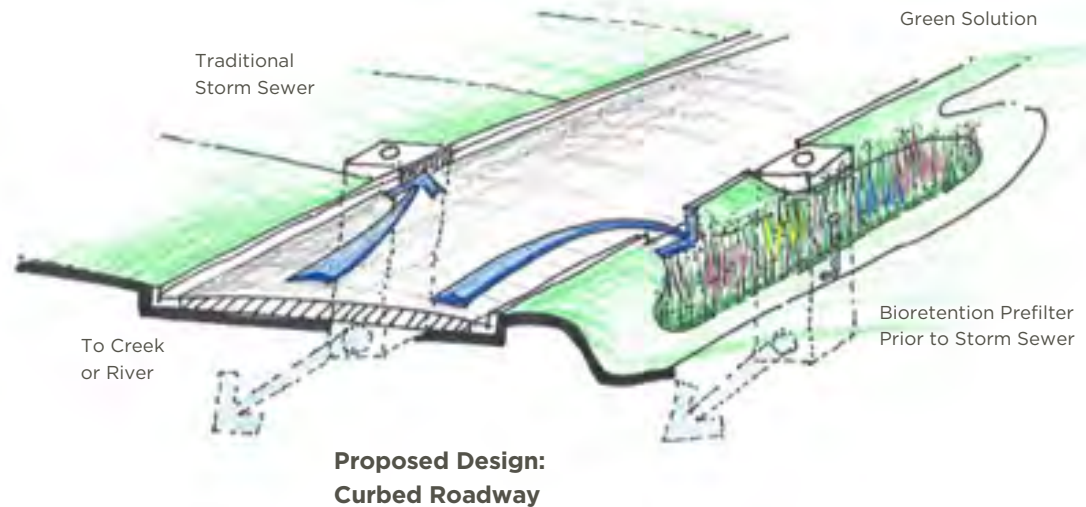 Green Solution
Traditional
Storm Sewer
To Creek
or River
Bioretention Prefilter
Prior to Storm Sewer
Proposed Design:
Curbed Roadway